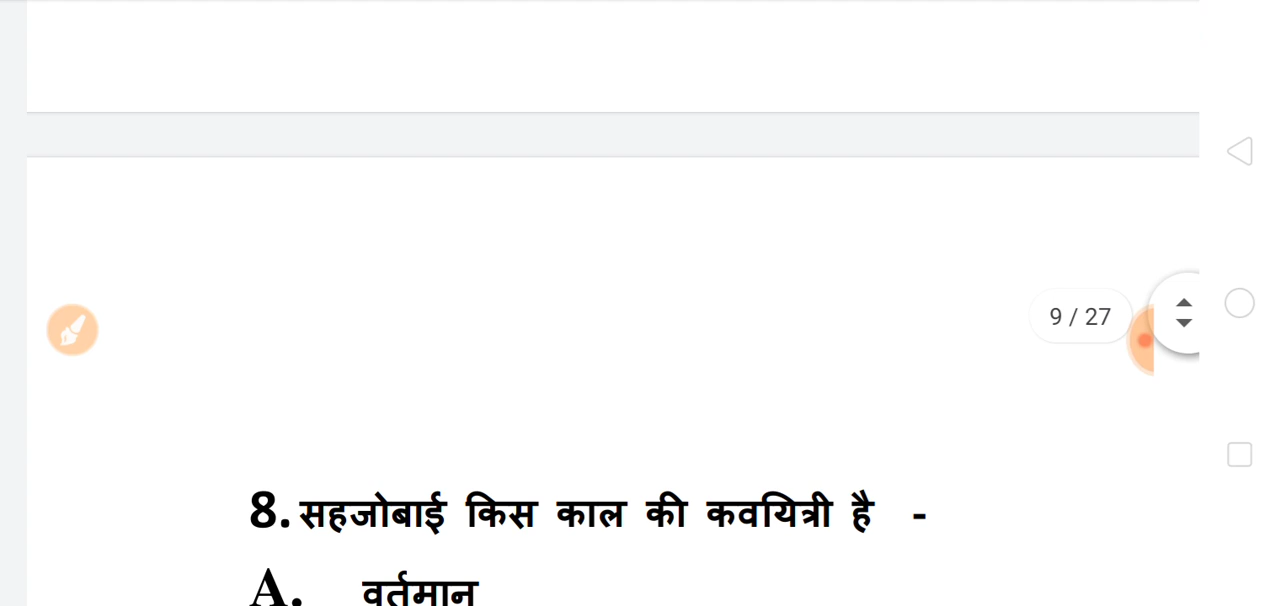 9 / 27
8. सहजोबाई किस काल की कवयित्री है -
A. वर्तमान